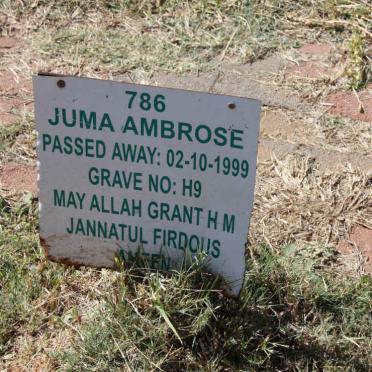 786
JUMA AMBROSE
PASSED AWAY: 02-10-1999
GRAVE NO: H9
MAY ALLAH GRANT H M
JANNATUL FIRDOUS